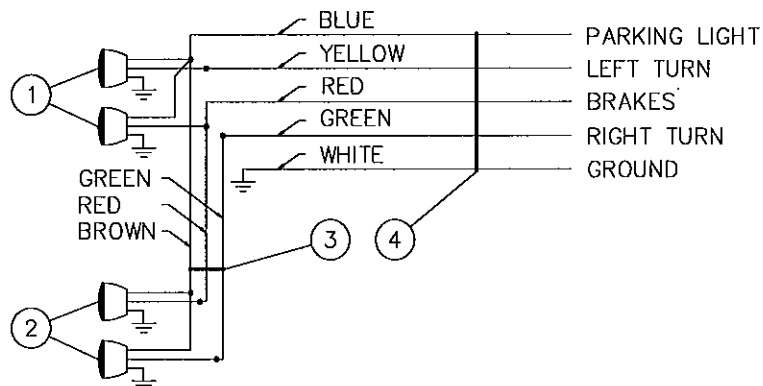 BLUE
PARKING LIGHT
YELLOW
LEFT TURN
RED
BRAKES
GREEN
RIGHT TURN
WHITE
GROUND
1
GREEN
RED
BROWN
3
4
2